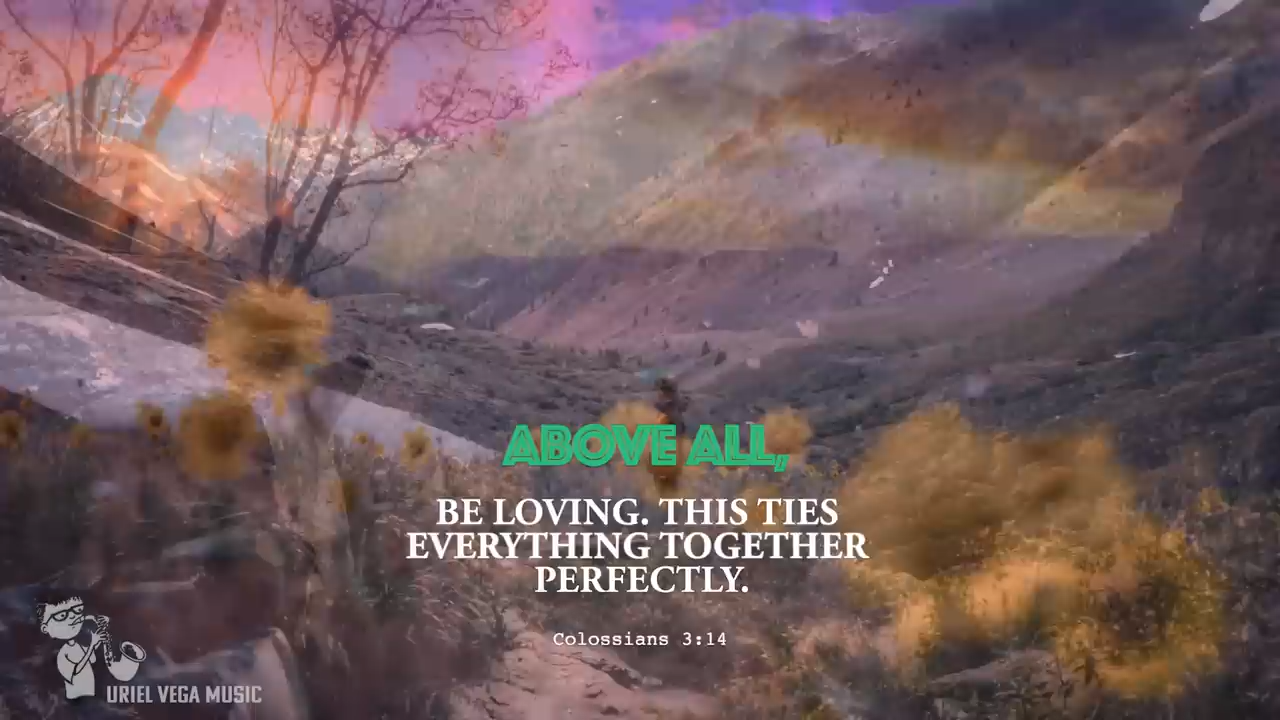 ABOVE ALL,
BE LOVING. THIS TIES
EVERYTHING TOGETHER
PERFECTLY.
Colossians 3:14
URIEL VEGA MUSIC